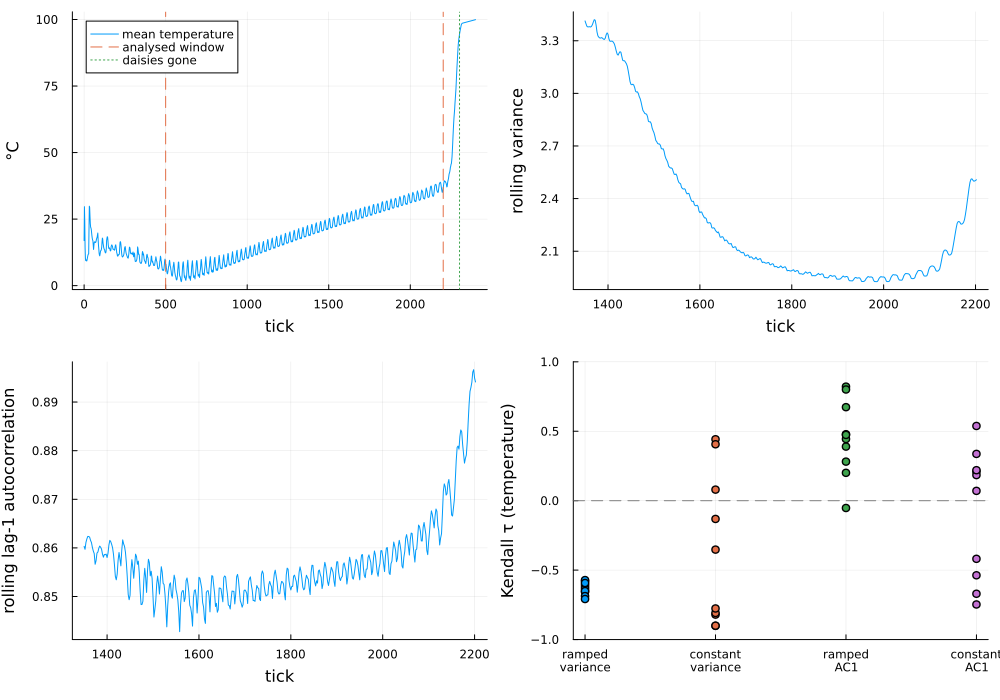 100
75
50
25
0
°C
mean temperature
analysed window
daisies gone
0
500
1000
1500
2000
tick
3.3
3.0
2.7
2.4
2.1
rolling variance
1400
1600
1800
2000
2200
tick
0.89
0.88
0.87
0.86
0.85
rolling lag-1 autocorrelation
1400
1600
1800
2000
2200
tick
1.0
0.5
0.0
−0.5
−1.0
Kendall τ (temperature)
ramped
variance
constant
variance
ramped
AC1
constant
AC1